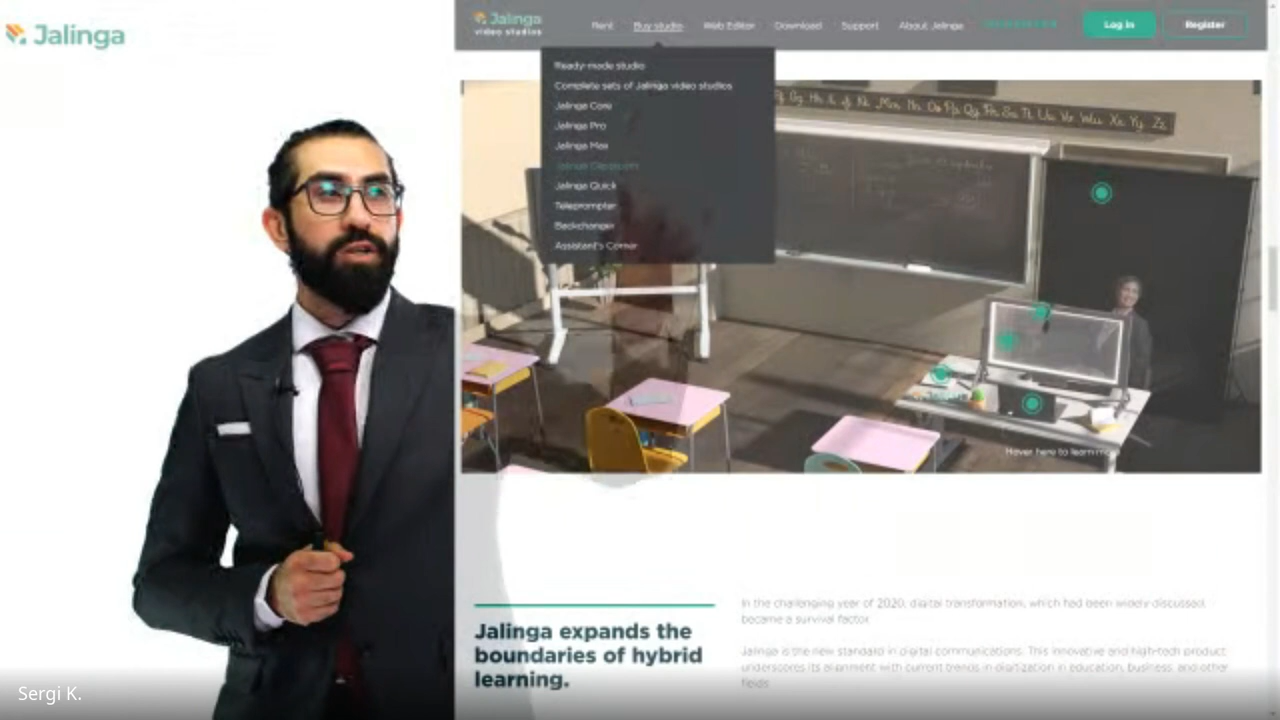 Jalinga
Jalinga
video studios
Rent Buy studio Web Editor Download Support About Jalinga
Log In Register
Ready-made studio
Complete sets of Jalinga video studios
Jalinga Core
Jalinga Pro
Jalinga Max
Jalinga Classroom
Jalinga Quick
Teleprompter
Backchanger
Assistant's Corner
Hover here to learn more
Jalinga expands the
boundaries of hybrid
learning.
In the challenging year of 2020, digital transformation, which had been widely discussed,
became a survival factor.
Jalinga is the new standard in digital communications. This innovative and high-tech product
underscores its alignment with current trends in digitization in education, business, and other
fields
Sergi K.